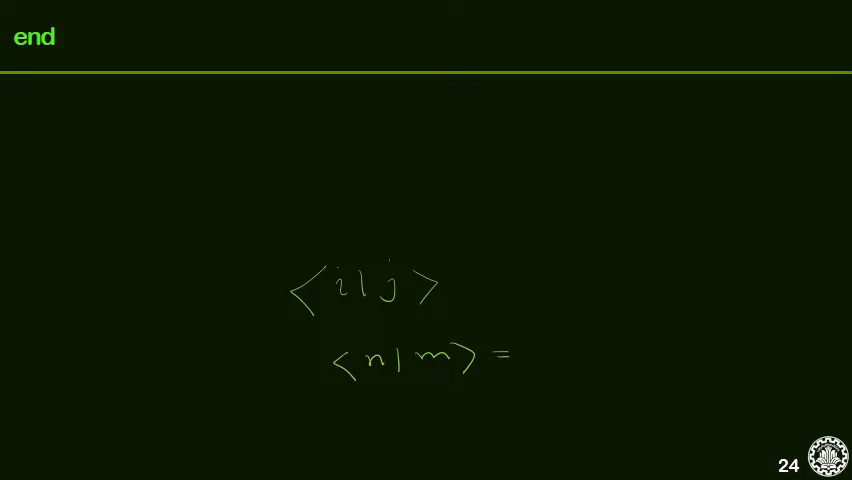 end
<i|j>
<n|m> =
24